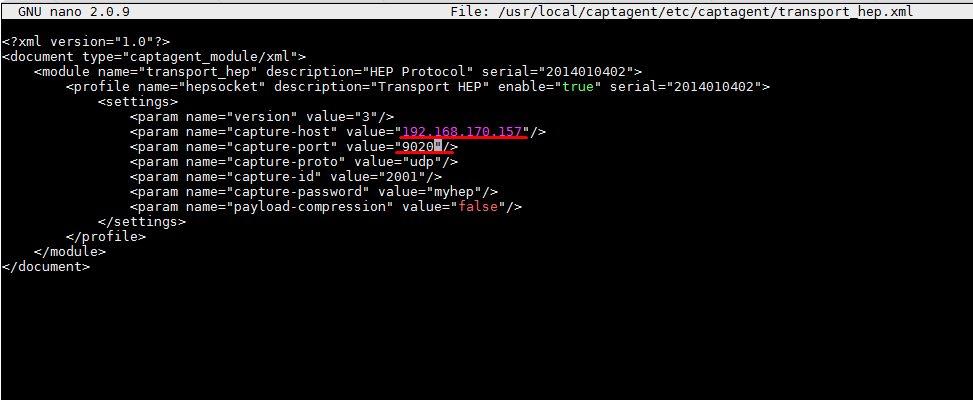 GNU nano 2.0.9 File: /usr/local/captagent/etc/captagent/transport_hep.xml
<?xml version="1.0"?>
<document type="captagent_module/xml">
<module name="transport_hep" description="HEP Protocol" serial="2014010402">
<profile name="hepsocket" description="Transport HEP" enable="true" serial="2014010402">
<settings>
<param name="version" value="3"/>
<param name="capture-host" value="192.168.170.157"/>
<param name="capture-port" value="9020"/>
<param name="capture-proto" value="udp"/>
<param name="capture-id" value="2001"/>
<param name="capture-password" value="myhep"/>
<param name="payload-compression" value="false"/>
</settings>
</profile>
</module>
</document>